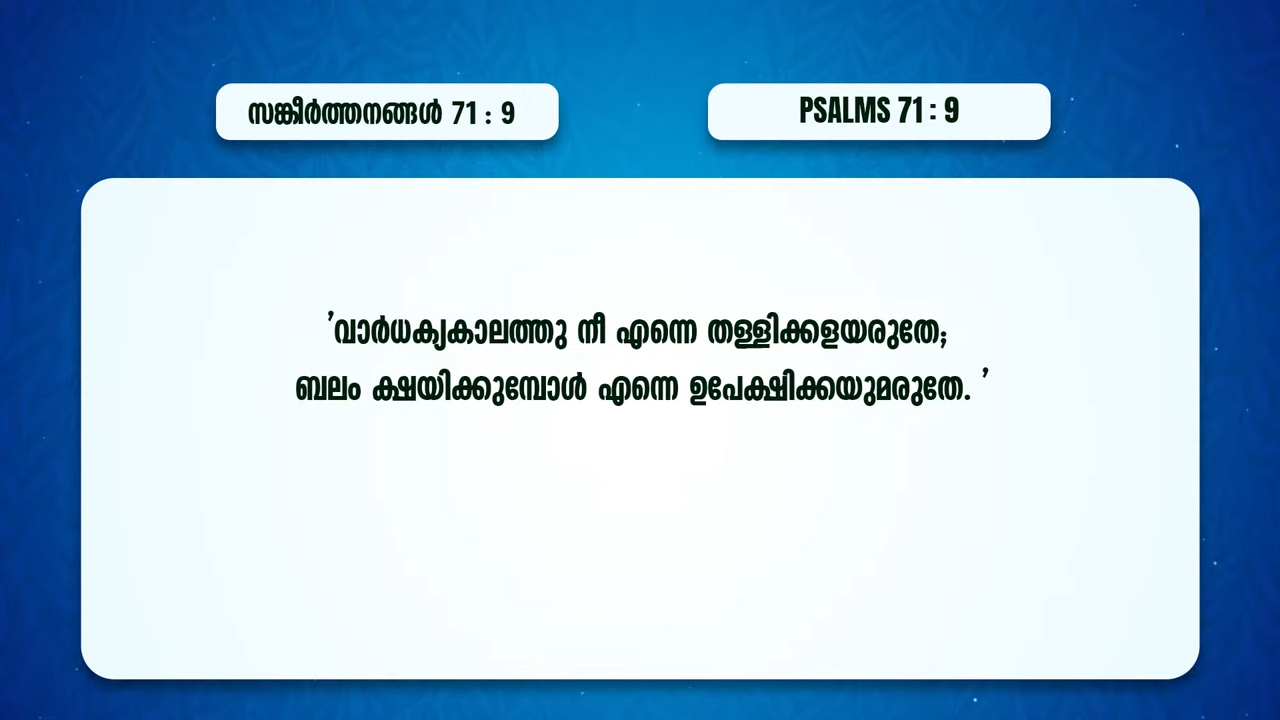 സങ്കീർത്തനങ്ങൾ 71 : 9
PSALMS 71 : 9
'വാർധക്യകാലത്തു നീ എന്നെ തള്ളിക്കളയരുതേ;
ബലം ക്ഷയിക്കുമ്പോൾ എന്നെ ഉപേക്ഷിക്കയുമരുതേ. '